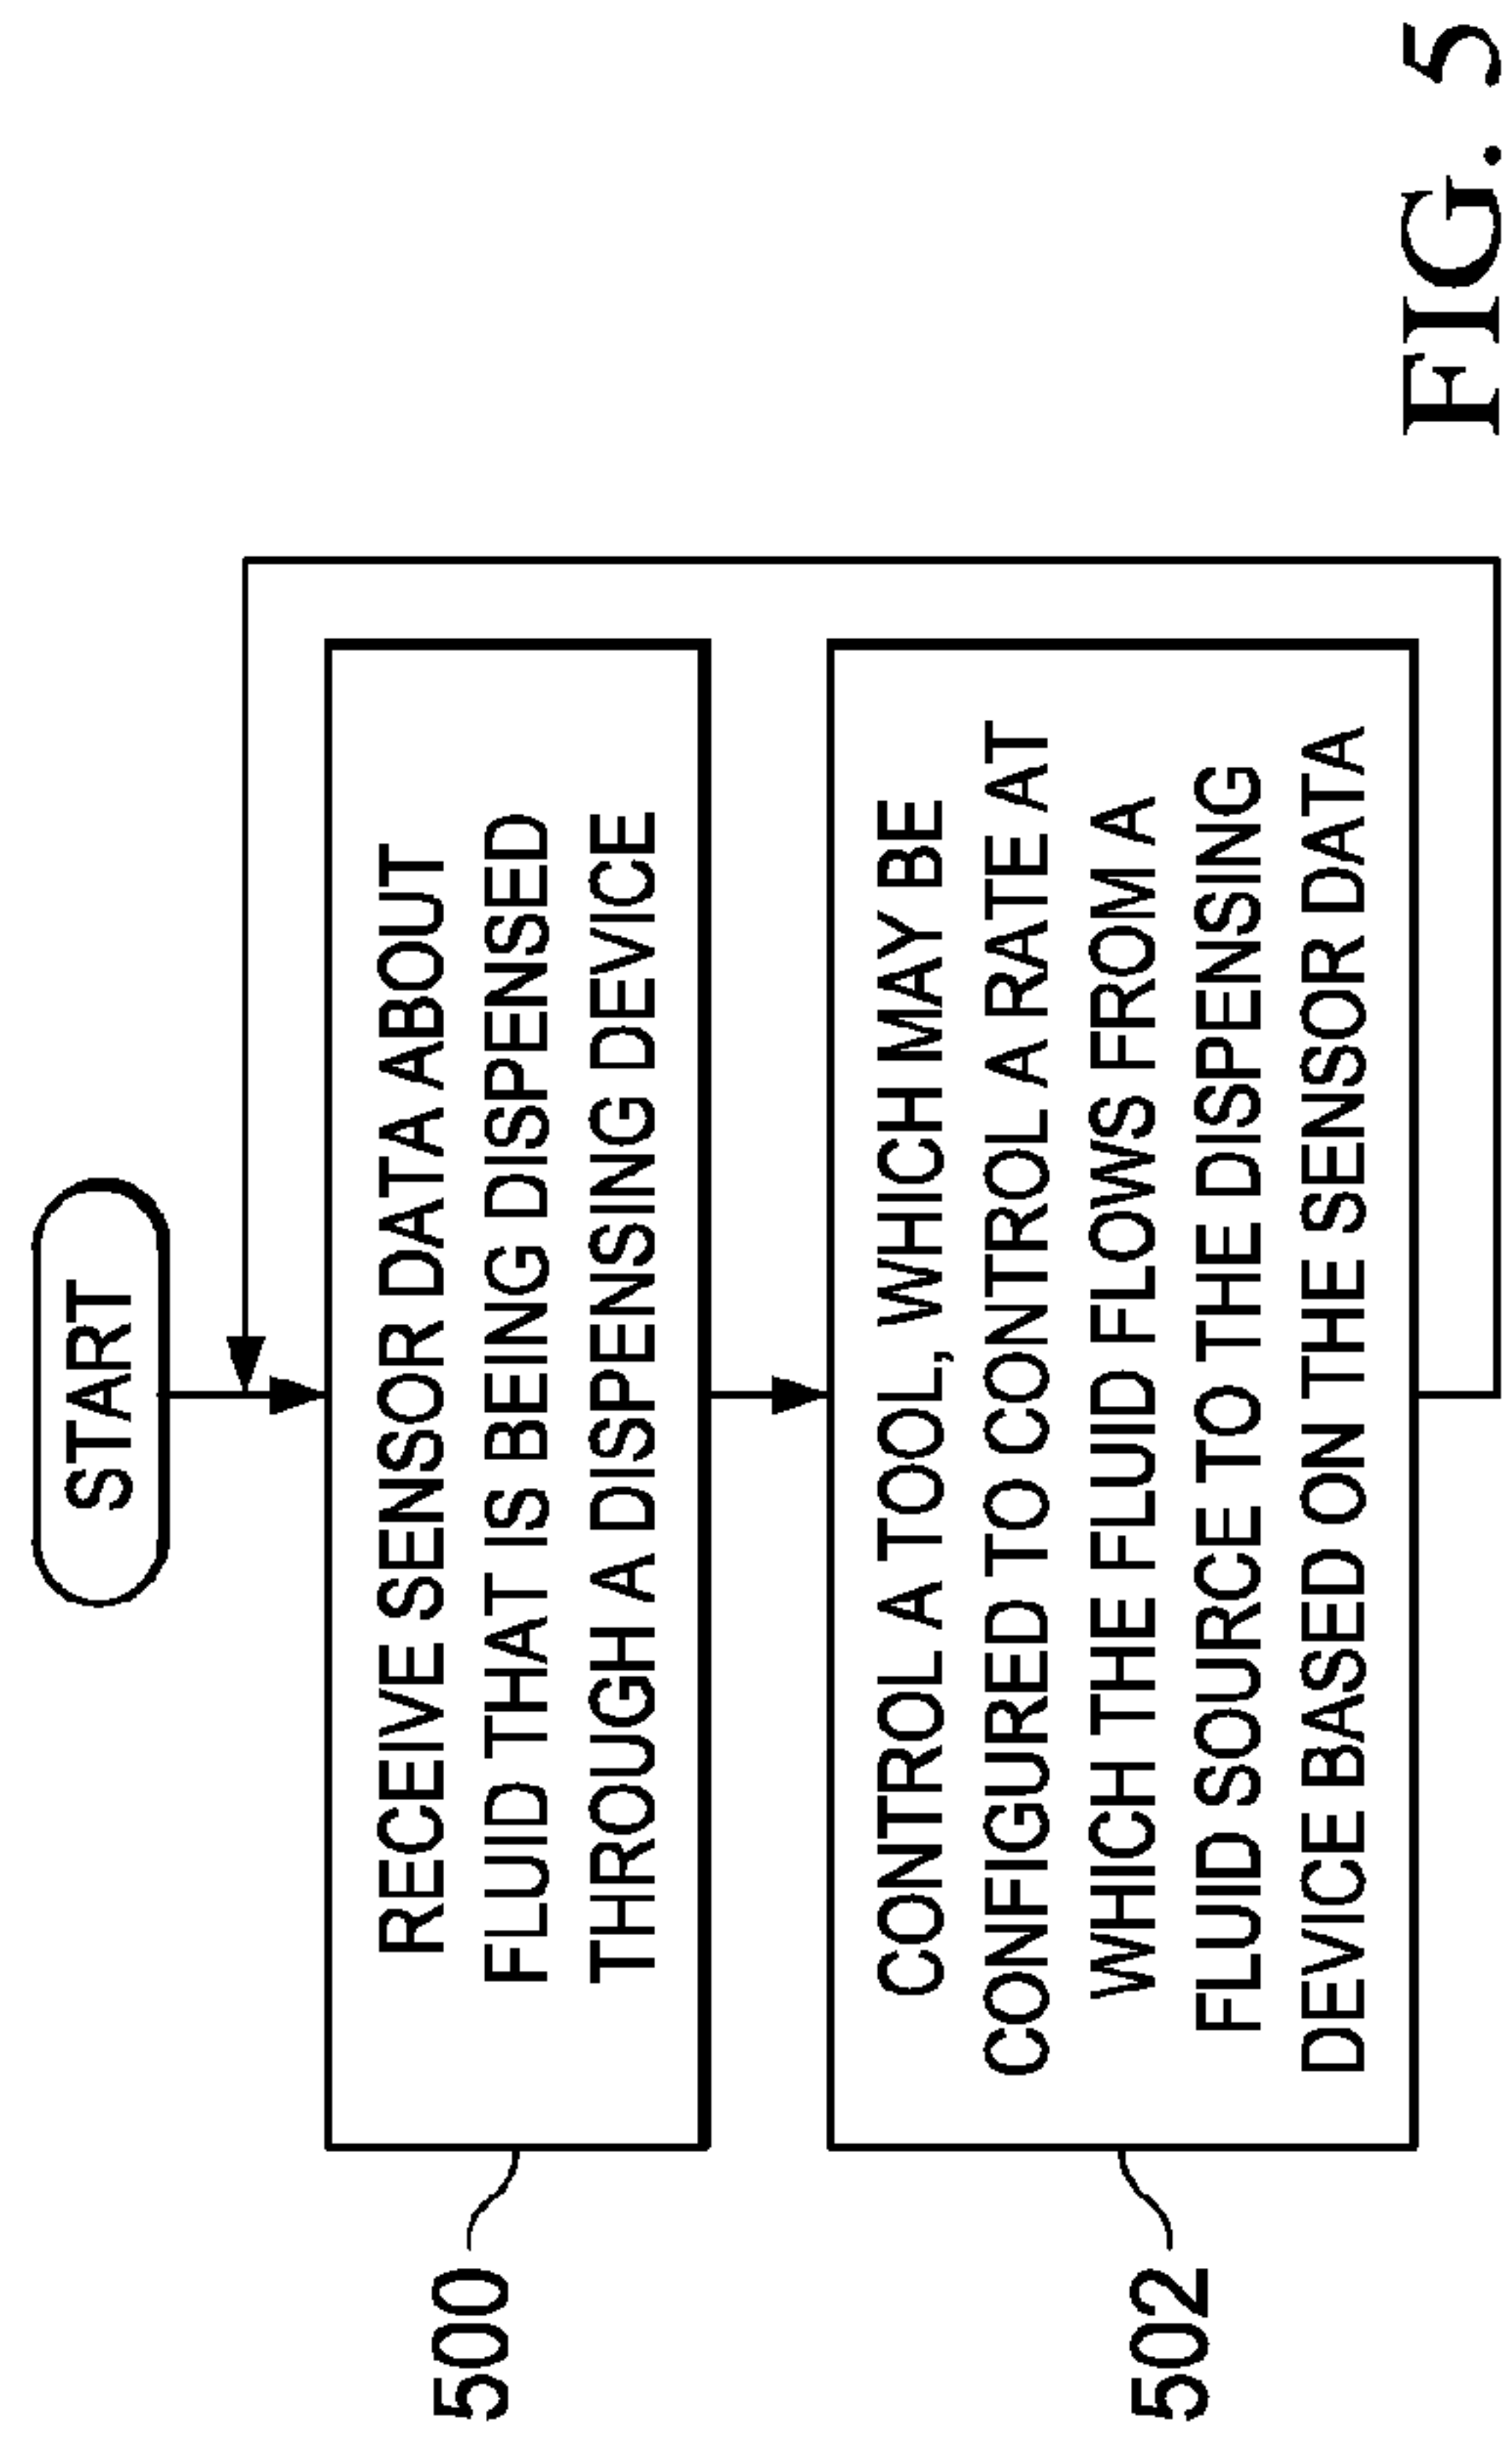 START
500
RECEIVE SENSOR DATA ABOUT
FLUID THAT IS BEING DISPENSED
THROUGH A DISPENSING DEVICE
502
CONTROL A TOOL, WHICH MAY BE
CONFIGURED TO CONTROL A RATE AT
WHICH THE FLUID FLOWS FROM A
FLUID SOURCE TO THE DISPENSING
DEVICE BASED ON THE SENSOR DATA
FIG. 5